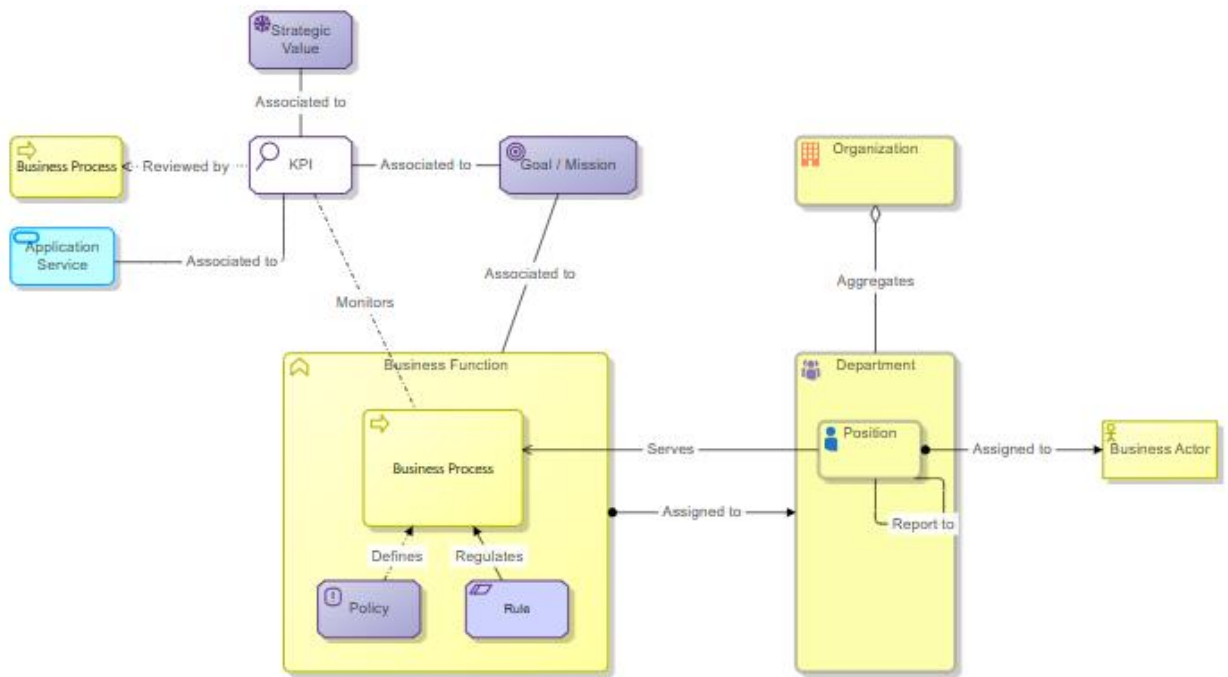 Strategic
Value
Associated to
Business Process
Reviewed by
KPI
Associated to
Goal / Mission
Organization
Application
Service
Associated to
Associated to
Aggregates
Monitors
Business Function
Department
Position
Business Process
Serves
Assigned to
Business Actor
Assigned to
Report to
Defines
Regulates
Policy
Rule